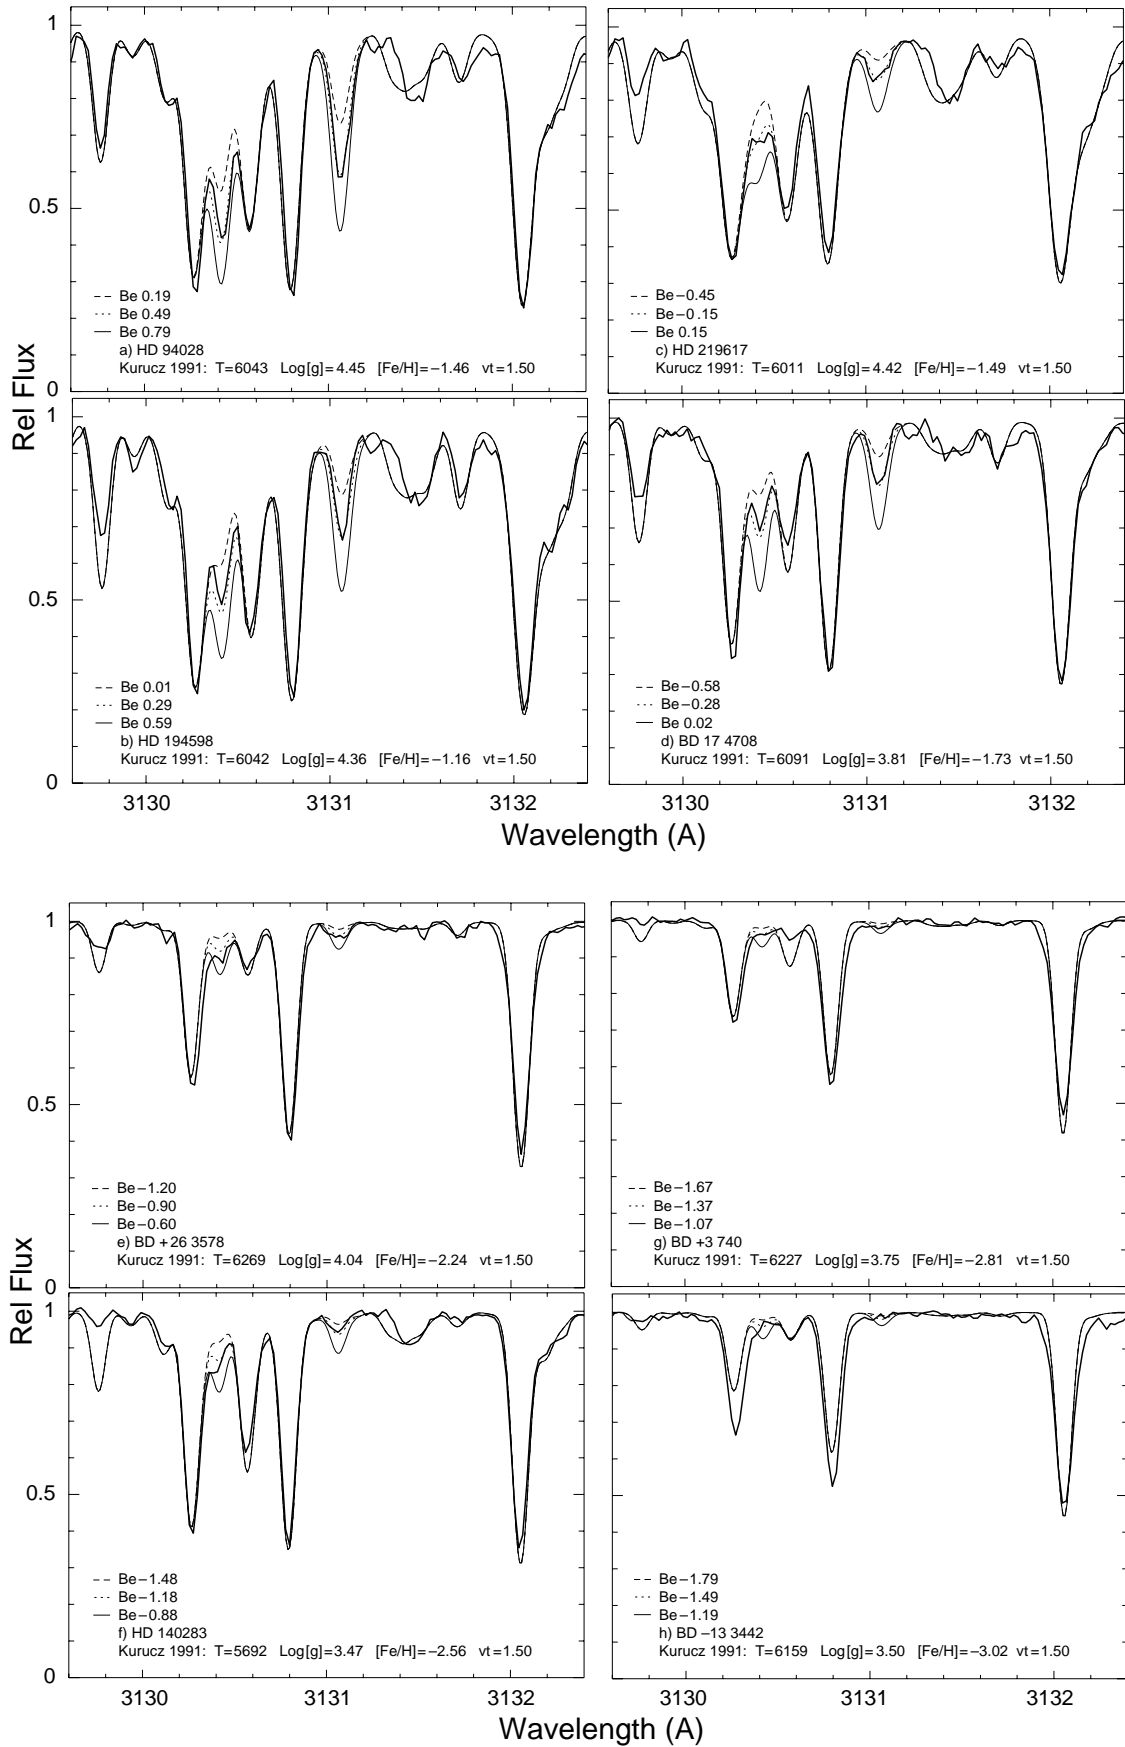 1
0.5
0
Rel Flux
Be 0.19
Be 0.49
Be 0.79
a) HD 94028
Kurucz 1991: T=6043 Log[g]=4.45 [Fe/H]=−1.46 vt=1.50
Be−0.45
Be−0.15
Be 0.15
c) HD 219617
Kurucz 1991: T=6011 Log[g]=4.42 [Fe/H]=−1.49 vt=1.50
1
0.5
0
Be 0.01
Be 0.29
Be 0.59
b) HD 194598
Kurucz 1991: T=6042 Log[g]=4.36 [Fe/H]=−1.16 vt=1.50
Be−0.58
Be−0.28
Be 0.02
d) BD 17 4708
Kurucz 1991: T=6091 Log[g]=3.81 [Fe/H]=−1.73 vt=1.50
3130 3131 3132
3130 3131 3132
Wavelength (A)
1
0.5
0
Rel Flux
Be−1.20
Be−0.90
Be−0.60
e) BD +26 3578
Kurucz 1991: T=6269 Log[g]=4.04 [Fe/H]=−2.24 vt=1.50
Be−1.67
Be−1.37
Be−1.07
g) BD +3 740
Kurucz 1991: T=6227 Log[g]=3.75 [Fe/H]=−2.81 vt=1.50
1
0.5
0
Be−1.48
Be−1.18
Be−0.88
f) HD 140283
Kurucz 1991: T=5692 Log[g]=3.47 [Fe/H]=−2.56 vt=1.50
Be−1.79
Be−1.49
Be−1.19
h) BD −13 3442
Kurucz 1991: T=6159 Log[g]=3.50 [Fe/H]=−3.02 vt=1.50
3130 3131 3132
3130 3131 3132
Wavelength (A)